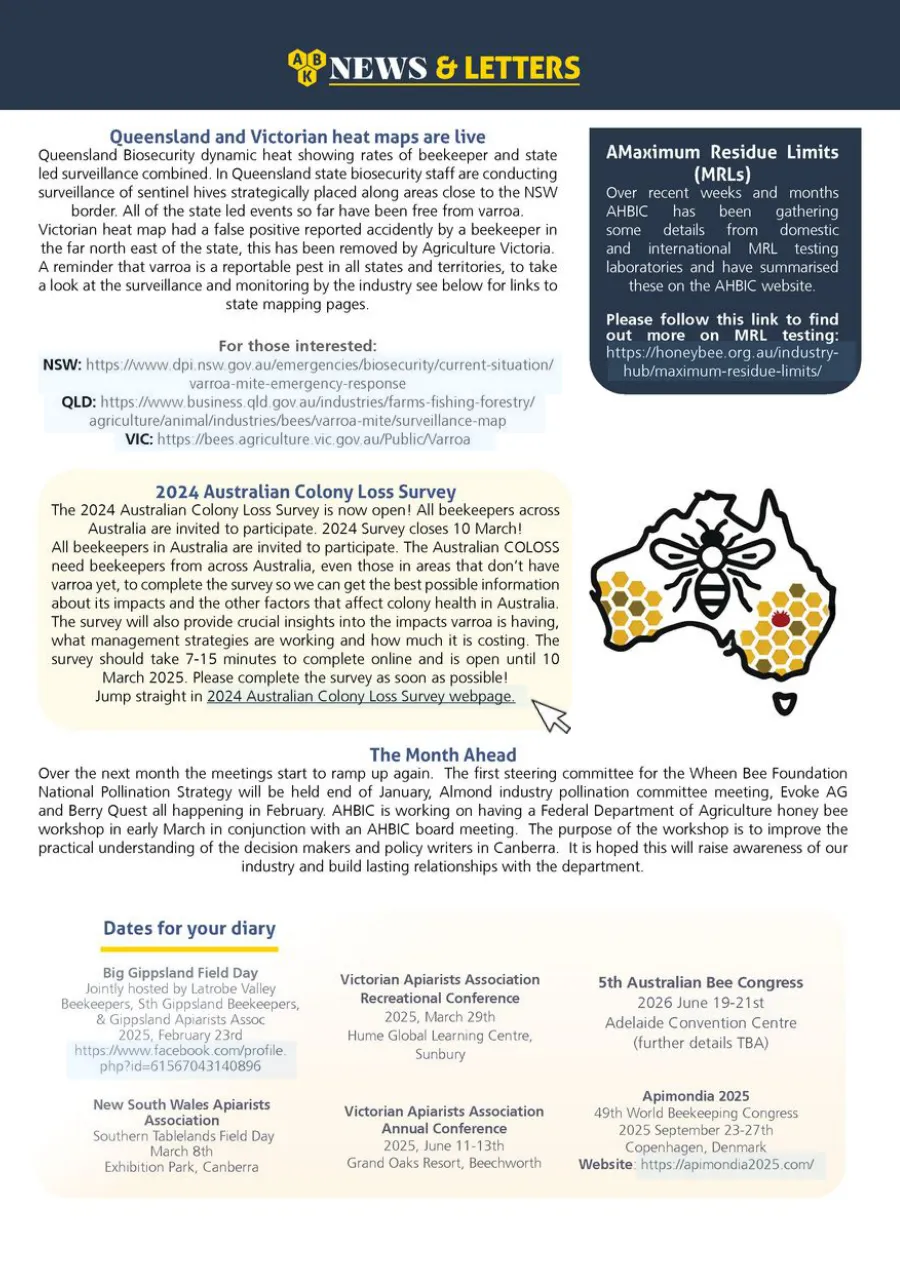 ABK NEWS & LETTERS
Queensland and Victorian heat maps are live
Queensland Biosecurity dynamic heat showing rates of beekeeper and state
led surveillance combined. In Queensland state biosecurity staff are conducting
surveillance of sentinel hives strategically placed along areas close to the NSW
border. All of the state led events so far have been free from varroa.
Victorian heat map had a false positive reported accidently by a beekeeper in
the far north east of the state, this has been removed by Agriculture Victoria.
A reminder that varroa is a reportable pest in all states and territories, to take
a look at the surveillance and monitoring by the industry see below for links to
state mapping pages.
For those interested:
NSW: https://www.dpi.nsw.gov.au/emergencies/biosecurity/current-situation/
varroa-mite-emergency-response
QLD: https://www.business.qld.gov.au/industries/farms-fishing-forestry/
agriculture/animal/industries/bees/varroa-mite/surveillance-map
VIC: https://bees.agriculture.vic.gov.au/Public/Varroa
AMaximum Residue Limits
(MRLs)
Over recent weeks and months
AHBIC has been gathering
some details from domestic
and international MRL testing
laboratories and have summarised
these on the AHBIC website.
Please follow this link to find
out more on MRL testing:
https://honeybee.org.au/industry-
hub/maximum-residue-limits/
2024 Australian Colony Loss Survey
The 2024 Australian Colony Loss Survey is now open! All beekeepers across
Australia are invited to participate. 2024 Survey closes 10 March!
All beekeepers in Australia are invited to participate. The Australian COLOSS
need beekeepers from across Australia, even those in areas that don't have
varroa yet, to complete the survey so we can get the best possible information
about its impacts and the other factors that affect colony health in Australia.
The survey will also provide crucial insights into the impacts varroa is having,
what management strategies are working and how much it is costing. The
survey should take 7-15 minutes to complete online and is open until 10
March 2025. Please complete the survey as soon as possible!
Jump straight in 2024 Australian Colony Loss Survey webpage.
The Month Ahead
Over the next month the meetings start to ramp up again. The first steering committee for the Wheen Bee Foundation
National Pollination Strategy will be held end of January, Almond industry pollination committee meeting, Evoke AG
and Berry Quest all happening in February. AHBIC is working on having a Federal Department of Agriculture honey bee
workshop in early March in conjunction with an AHBIC board meeting. The purpose of the workshop is to improve the
practical understanding of the decision makers and policy writers in Canberra. It is hoped this will raise awareness of our
industry and build lasting relationships with the department.
Dates for your diary
Big Gippsland Field Day
Jointly hosted by Latrobe Valley
Beekeepers, Sth Gippsland Beekeepers,
& Gippsland Apiarists Assoc
2025, February 23rd
https://www.facebook.com/profile.
php?id=61567043140896
New South Wales Apiarists
Association
Southern Tablelands Field Day
March 8th
Exhibition Park, Canberra
Victorian Apiarists Association
Recreational Conference
2025, March 29th
Hume Global Learning Centre,
Sunbury
Victorian Apiarists Association
Annual Conference
2025, June 11-13th
Grand Oaks Resort, Beechworth
5th Australian Bee Congress
2026 June 19-21st
Adelaide Convention Centre
(further details TBA)
Apimondia 2025
49th World Beekeeping Congress
2025 September 23-27th
Copenhagen, Denmark
Website: https://apimondia2025.com/